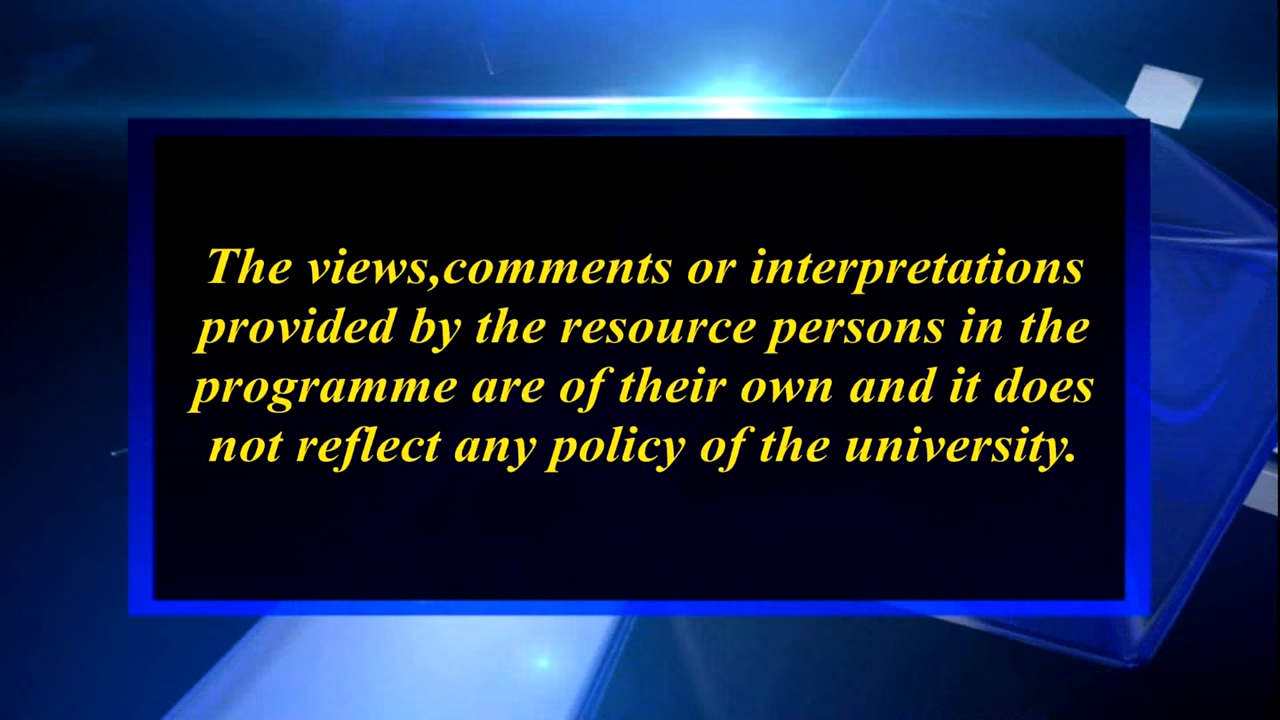 The views,comments or interpretations
provided by the resource persons in the
programme are of their own and it does
not reflect any policy of the university.